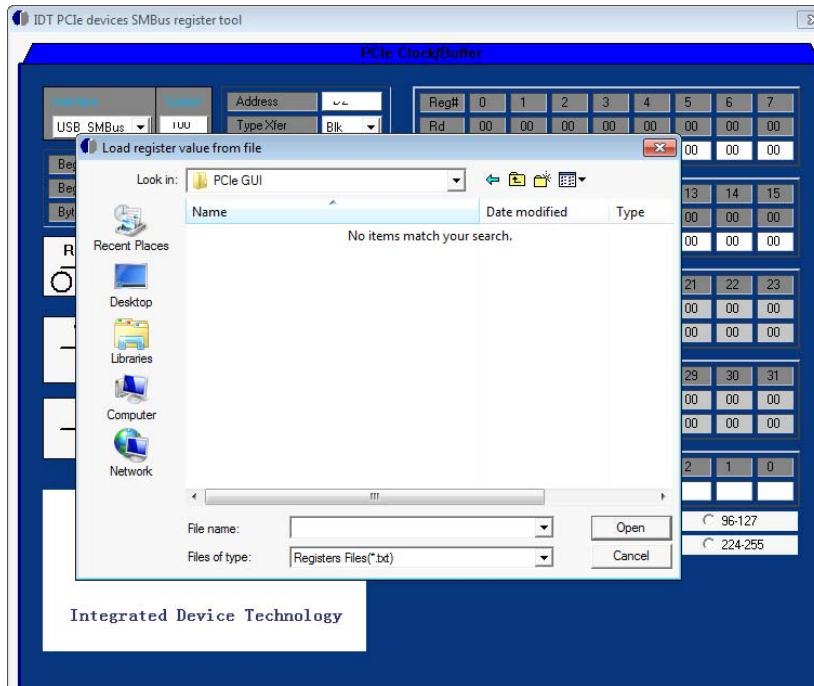 IDT PCIe devices SMBus register tool
PCIe Clock/Buffer
Address
Reg# 0 1 2 3 4 5 6 7
USB_SMBus 100 Type Xfer Blk Rd 00 00 00 00 00 00 00 00
Load register value from file
00 00 00
Look in: PCIe GUI
13 14 15
Name Date modified Type
00 00 00
No items match your search.
00 00 00
Recent Places
Desktop
21 22 23
00 00 00
00 00 00
Libraries
Computer
29 30 31
00 00 00
00 00 00
Network
2 1 0
File name: Open
96-127
Files of type: Registers Files(*.txt) Cancel
224-255
Integrated Device Technology